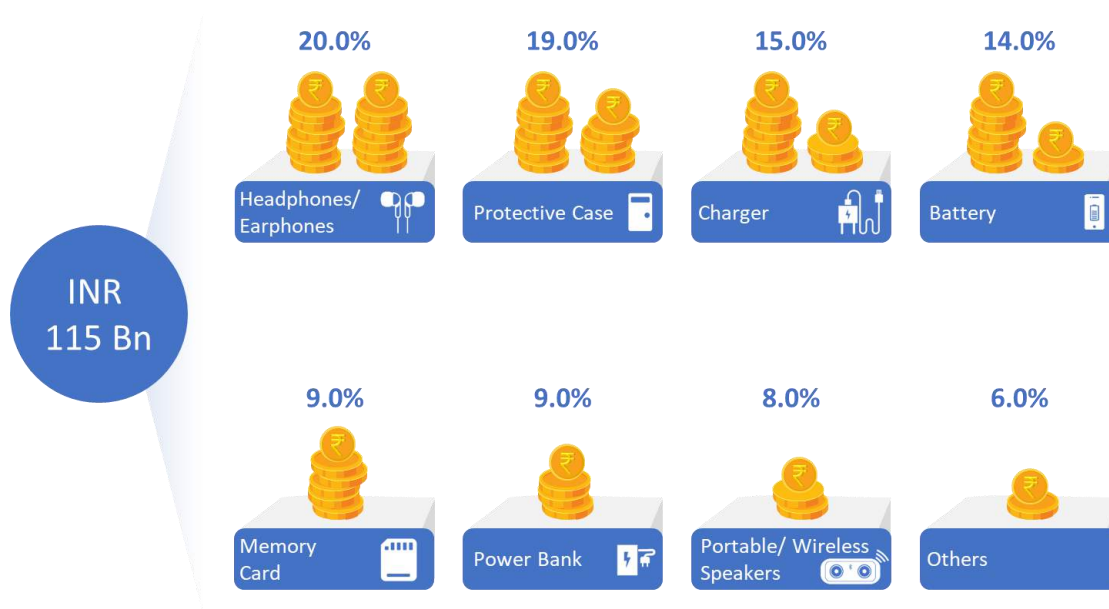 20.0%
19.0%
15.0%
14.0%
Headphones/
Earphones
Protective Case
Charger
Battery
INR
115 Bn
9.0%
9.0%
8.0%
6.0%
Memory
Card
Power Bank
Portable/ Wireless
Speakers
Others